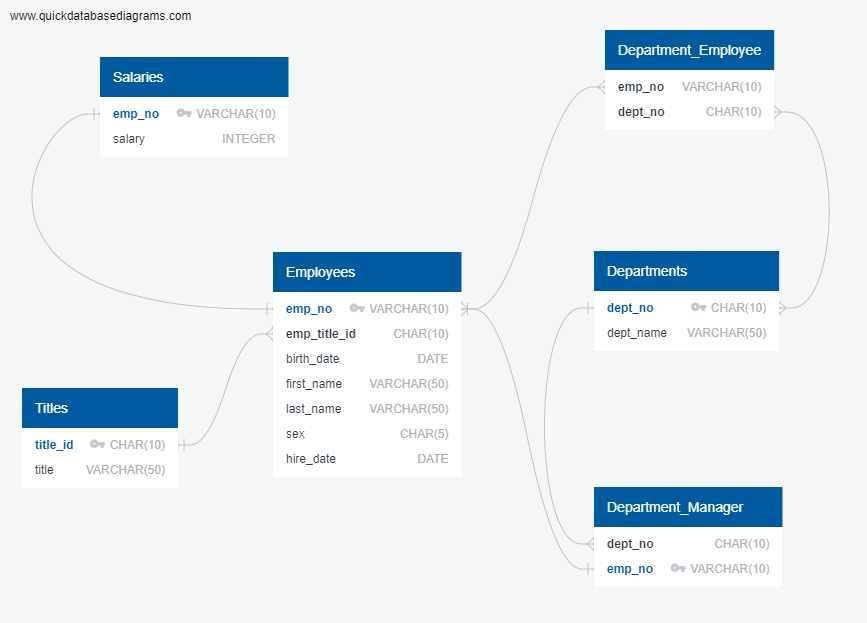 www.quickdatabasediagrams.com
Salaries
emp_no VARCHAR(10)
salary INTEGER
Department_Employee
emp_no VARCHAR(10)
dept_no CHAR(10)
Employees
emp_no VARCHAR(10)
emp_title_id CHAR(10)
birth_date DATE
first_name VARCHAR(50)
last_name VARCHAR(50)
sex CHAR(5)
hire_date DATE
Departments
dept_no CHAR(10)
dept_name VARCHAR(50)
Titles
title_id CHAR(10)
title VARCHAR(50)
Department_Manager
dept_no CHAR(10)
emp_no VARCHAR(10)